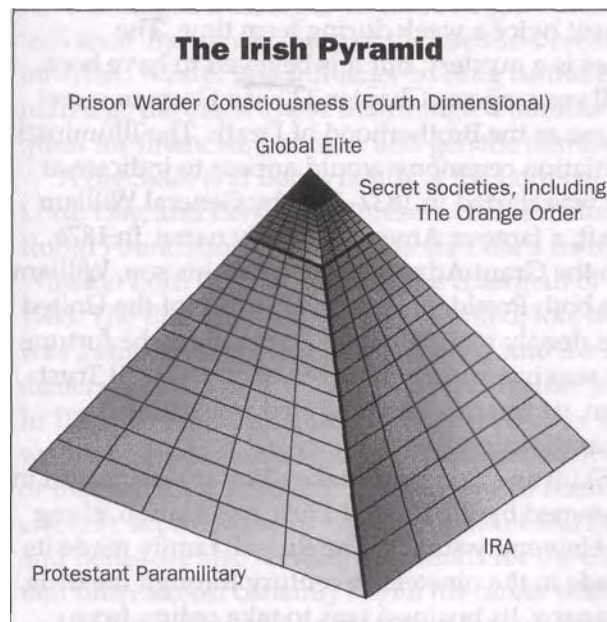 The Irish Pyramid
Prison Warder Consciousness (Fourth Dimensional)
Global Elite
Secret societies, including
The Orange Order
IRA
Protestant Paramilitary